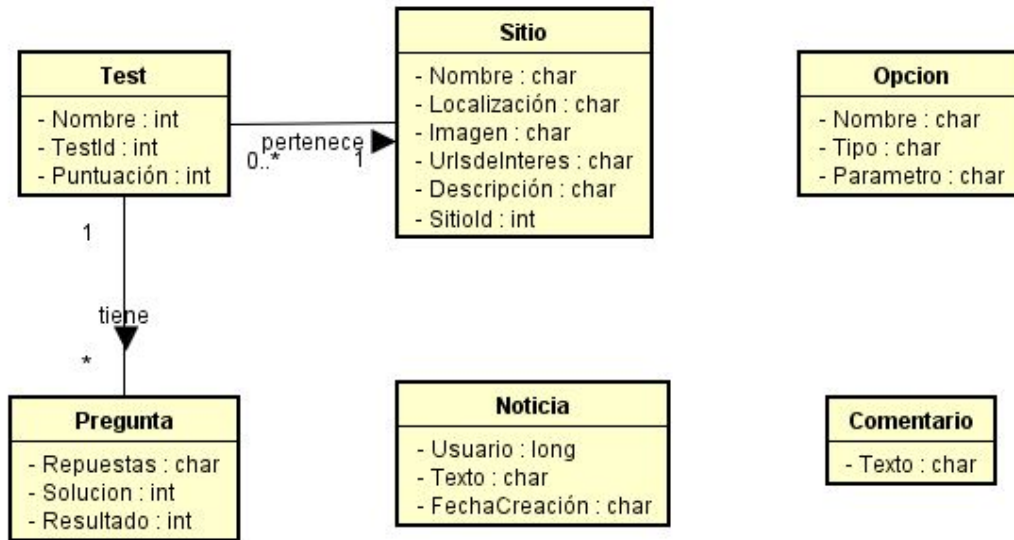 Test
- Nombre : int
- TestId : int
- Puntuación : int
pertenece
0..*
1
Sitio
- Nombre : char
- Localización : char
- Imagen : char
- UrlsdeInteres : char
- Descripción : char
- SitioId : int
Opcion
- Nombre : char
- Tipo : char
- Parametro : char
1
tiene
*
Pregunta
- Repuestas : char
- Solucion : int
- Resultado : int
Noticia
- Usuario : long
- Texto : char
- FechaCreación : char
Comentario
- Texto : char